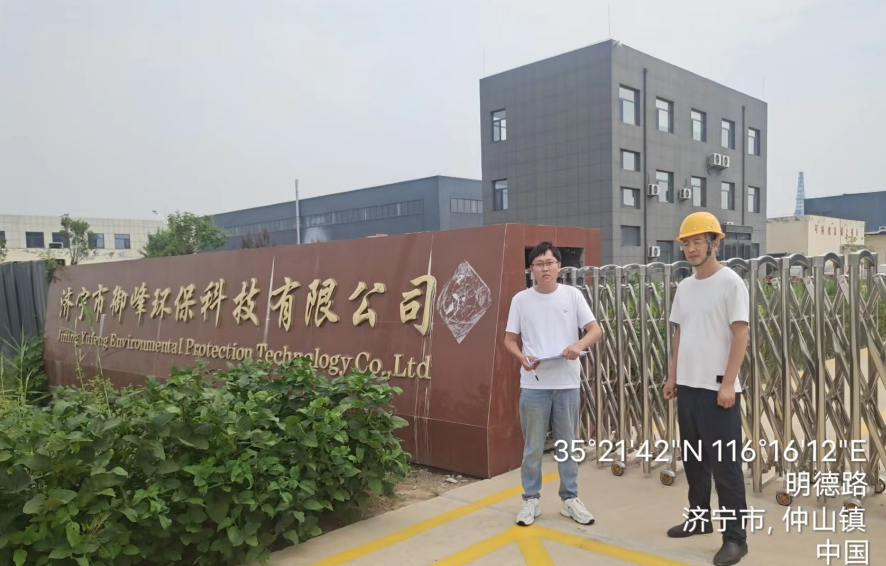 济宁市御峰环保科技有限公司
Jining Yufeng Environmental Protection Technology Co.,Ltd
35°21'42"N 116°16'12"E
明德路
济宁市, 仲山镇
中国